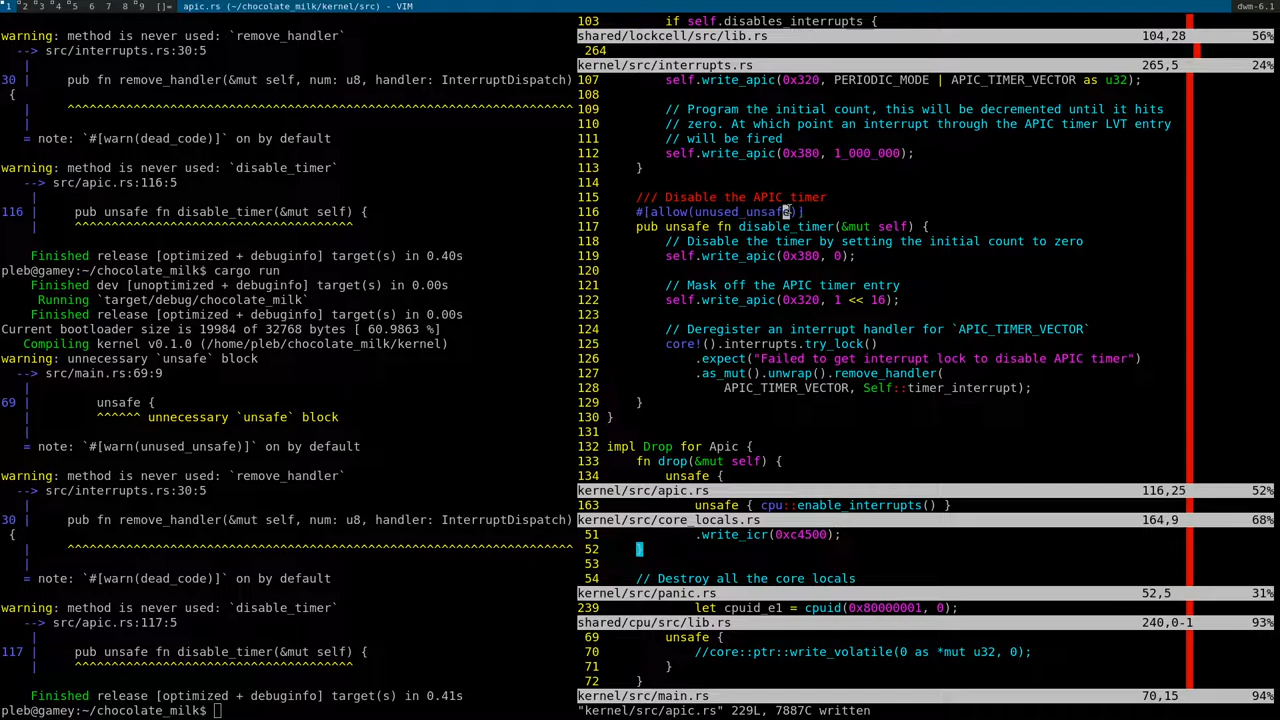 1 2 3 4 5 6 7 8 9 []= apic.rs (~/chocolate_milk/kernel/src) - VIM dwm-6.1
warning: method is never used: `remove_handler`
--> src/interrupts.rs:30:5
|
30 | pub fn remove_handler(&mut self, num: u8, handler: InterruptDispatch)
{
| ^^^^^^^^^^^^^^^^^^^^^^^^^^^^^^^^^^^^^^^^^^^^^^^^^^^^^^^^^^^^^^^^^^^^^
|
= note: `#[warn(dead_code)]` on by default
warning: method is never used: `disable_timer`
--> src/apic.rs:116:5
|
116 | pub unsafe fn disable_timer(&mut self) {
| ^^^^^^^^^^^^^^^^^^^^^^^^^^^^^^^^^^^^^^
Finished release [optimized + debuginfo] target(s) in 0.40s
pleb@gamey:~/chocolate_milk$ cargo run
Finished dev [unoptimized + debuginfo] target(s) in 0.00s
Running `target/debug/chocolate_milk`
Finished release [optimized + debuginfo] target(s) in 0.00s
Current bootloader size is 19984 of 32768 bytes [ 60.9863 %]
Compiling kernel v0.1.0 (/home/pleb/chocolate_milk/kernel)
warning: unnecessary `unsafe` block
--> src/main.rs:69:9
|
69 | unsafe {
| ^^^^^^ unnecessary `unsafe` block
|
= note: `#[warn(unused_unsafe)]` on by default
warning: method is never used: `remove_handler`
--> src/interrupts.rs:30:5
|
30 | pub fn remove_handler(&mut self, num: u8, handler: InterruptDispatch)
{
| ^^^^^^^^^^^^^^^^^^^^^^^^^^^^^^^^^^^^^^^^^^^^^^^^^^^^^^^^^^^^^^^^^^^^^
|
= note: `#[warn(dead_code)]` on by default
warning: method is never used: `disable_timer`
--> src/apic.rs:117:5
|
117 | pub unsafe fn disable_timer(&mut self) {
| ^^^^^^^^^^^^^^^^^^^^^^^^^^^^^^^^^^^^^^
Finished release [optimized + debuginfo] target(s) in 0.41s
pleb@gamey:~/chocolate_milk$
103 if self.disables_interrupts {
shared/lockcell/src/lib.rs 104,28 56%
264
kernel/src/interrupts.rs 265,5 24%
107 self.write_apic(0x320, PERIODIC_MODE | APIC_TIMER_VECTOR as u32);
108
109 // Program the initial count, this will be decremented until it hits
110 // zero. At which point an interrupt through the APIC timer LVT entry
111 // will be fired
112 self.write_apic(0x380, 1_000_000);
113 }
114
115 /// Disable the APIC timer
116 #[allow(unused_unsafe)]
117 pub unsafe fn disable_timer(&mut self) {
118 // Disable the timer by setting the initial count to zero
119 self.write_apic(0x380, 0);
120
121 // Mask off the APIC timer entry
122 self.write_apic(0x320, 1 << 16);
123
124 // Deregister an interrupt handler for `APIC_TIMER_VECTOR`
125 core!().interrupts.try_lock()
126 .expect("Failed to get interrupt lock to disable APIC timer")
127 .as_mut().unwrap().remove_handler(
128 APIC_TIMER_VECTOR, Self::timer_interrupt);
129 }
130 }
131
132 impl Drop for Apic {
133 fn drop(&mut self) {
134 unsafe {
kernel/src/apic.rs 116,25 52%
163 unsafe { cpu::enable_interrupts() }
kernel/src/core_locals.rs 164,9 68%
51 .write_icr(0xc4500);
52 }
53
54 // Destroy all the core locals
kernel/src/panic.rs 52,5 31%
239 let cpuid_e1 = cpuid(0x80000001, 0);
shared/cpu/src/lib.rs 240,0-1 93%
69 unsafe {
70 //core::ptr::write_volatile(0 as *mut u32, 0);
71 }
72 }
kernel/src/main.rs 70,15 94%
"kernel/src/apic.rs" 229L, 7887C written